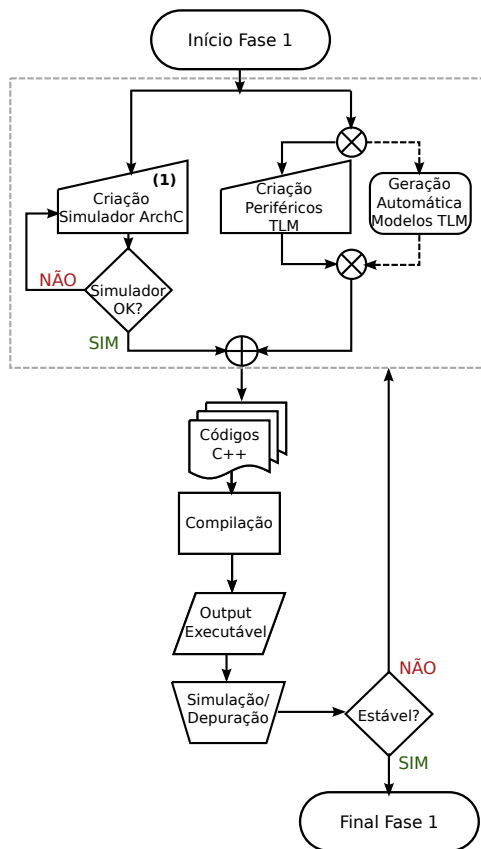 Início Fase 1
(1)
Criação
Simulador ArchC
Criação
Periféricos
TLM
Geração
Automática
Modelos TLM
NÃO
Simulador
OK?
SIM
Códigos
C++
Compilação
Output
Executável
Simulação/
Depuração
Estável?
NÃO
SIM
Final Fase 1